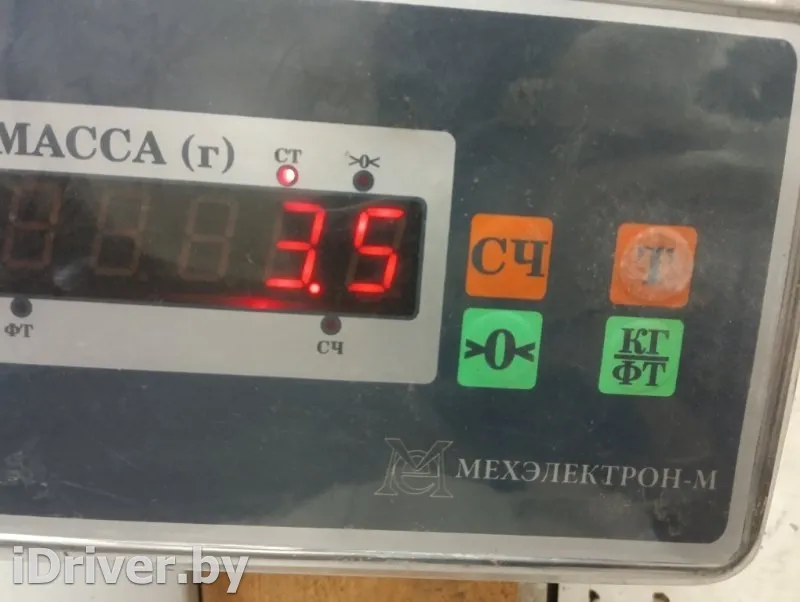 МАССА (г)
СТ
>0<
3.5
ФТ
СЧ
СЧ
Т
>0<
КГ
ФТ
МЕХЭЛЕКТРОН-М
iDriver.by